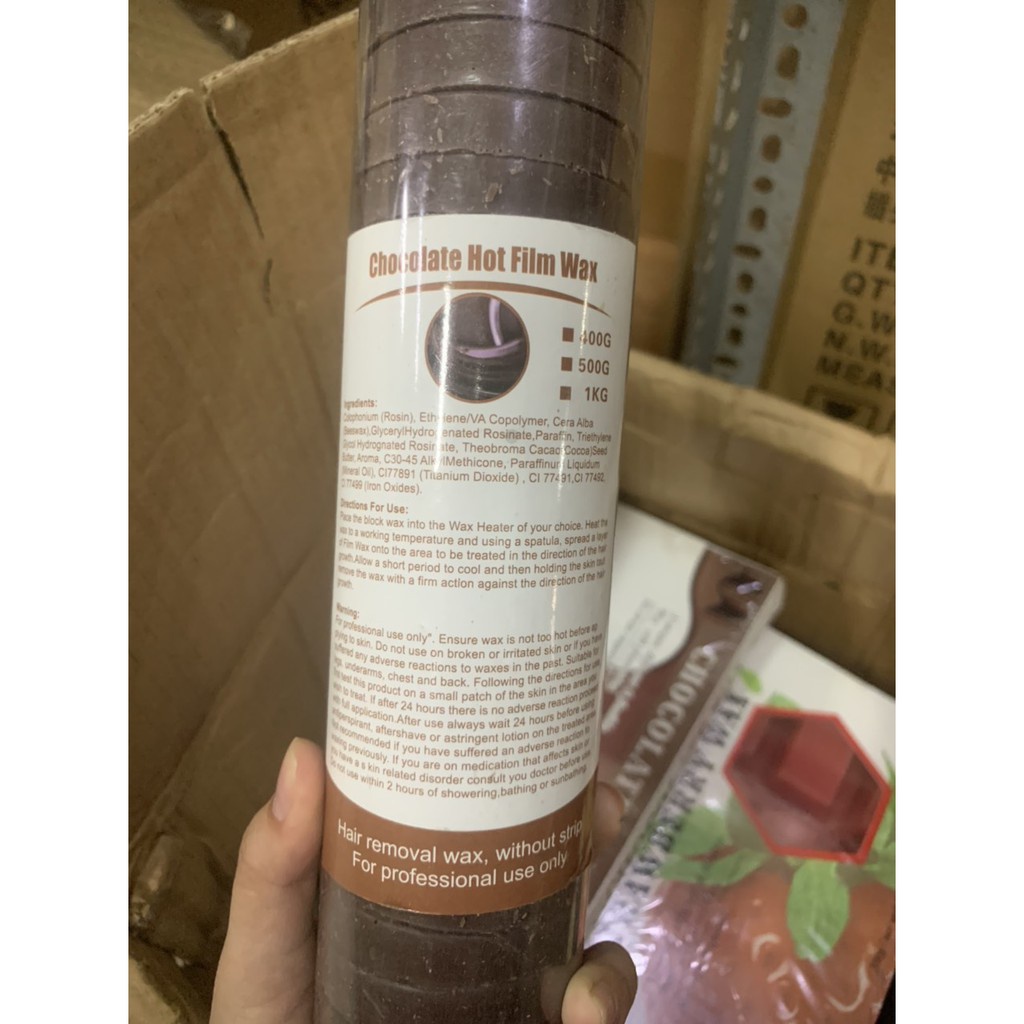 Chocolate Hot Film Wax
400G
500G
1KG
Ingredients:
Colophonium (Rosin), Ethylene/VA Copolymer, Cera Alba
(Beeswax),GlycerylHydrogenated Rosinate,Paraffin, Triethylene
Glycol Hydrognated Rosinate, Theobroma Cacao(Cocoa)Seed
Butter, Aroma, C30-45 AlkylMethicone, Paraffinum Liquidum
(Mineral Oil), CI77891 (Titanium Dioxide) , CI 77491,CI 77492,
CI 77499 (Iron Oxides).
Directions For Use:
Place the block wax into the Wax Heater of your choice. Heat the
wax to a working temperature and using a spatula, spread a layer
of Film Wax onto the area to be treated in the direction of the hair
growth.Allow a short period to cool and then holding the skin taut
remove the wax with a firm action against the direction of the hair
growth.
Warning:
For professional use only". Ensure wax is not too hot before ap
plying to skin. Do not use on broken or irritated skin or if you have
suffered any adverse reactions to waxes in the past. Suitable for
legs, underarms, chest and back. Following the directions for use,
test this product on a small patch of the skin in the area you
wish to treat. If after 24 hours there is no adverse reaction proceed
with full application.After use always wait 24 hours before using
antiperspirant, aftershave or astringent lotion on the treated area
Not recommended if you have suffered an adverse reaction to
waxing previously. If you are on medication that affects skin or
you have a s kin related disorder consult you doctor before use.
Do not use within 2 hours of showering,bathing or sunbathing.
Hair removal wax, without strip
For professional use only
ITE
QT
G.W
N.W.
MEAS
CHOCOLA
RAWBERRY WAX